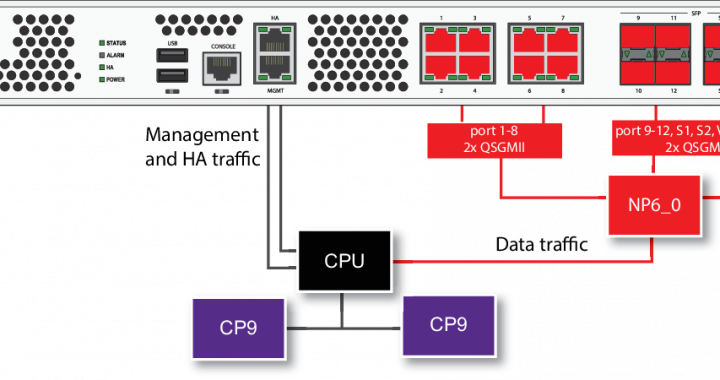 HA
1 3
5 7
9 11
SFP
STATUS
ALARM
HA
POWER
USB
CONSOLE
MGMT
2 4
6 8
10 12
Management
and HA traffic
port 1-8
2x QSGMII
port 9-12, S1, S2,
2x QSGM
NP6_0
Data traffic
CPU
CP9
CP9